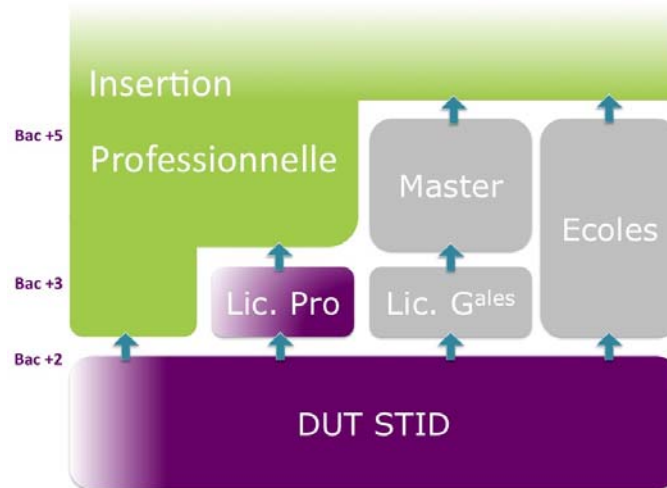 Insertion
Bac +5
Professionnelle
Master
Ecoles
Bac +3
Lic. Pro
Lic. Gales
Bac +2
DUT STID